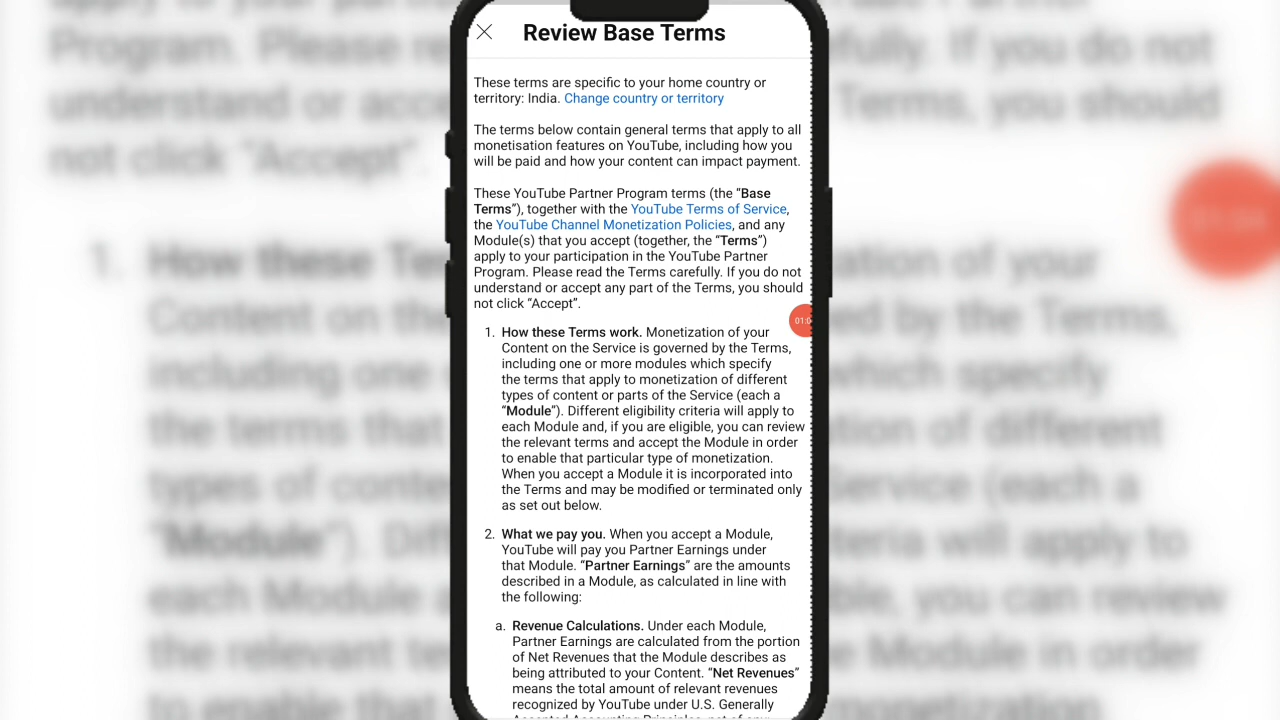 Review Base Terms
These terms are specific to your home country or
territory: India. Change country or territory
The terms below contain general terms that apply to all
monetisation features on YouTube, including how you
will be paid and how your content can impact payment.
These YouTube Partner Program terms (the “Base
Terms”), together with the YouTube Terms of Service,
the YouTube Channel Monetization Policies, and any
Module(s) that you accept (together, the “Terms”)
apply to your participation in the YouTube Partner
Program. Please read the Terms carefully. If you do not
understand or accept any part of the Terms, you should
not click “Accept”.
1. How these Terms work. Monetization of your
Content on the Service is governed by the Terms,
including one or more modules which specify
the terms that apply to monetization of different
types of content or parts of the Service (each a
“Module”). Different eligibility criteria will apply to
each Module and, if you are eligible, you can review
the relevant terms and accept the Module in order
to enable that particular type of monetization.
When you accept a Module it is incorporated into
the Terms and may be modified or terminated only
as set out below.
2. What we pay you. When you accept a Module,
YouTube will pay you Partner Earnings under
that Module. “Partner Earnings” are the amounts
described in a Module, as calculated in line with
the following:
a. Revenue Calculations. Under each Module,
Partner Earnings are calculated from the portion
of Net Revenues that the Module describes as
being attributed to your Content. “Net Revenues”
means the total amount of relevant revenues
recognized by YouTube under U.S. Generally